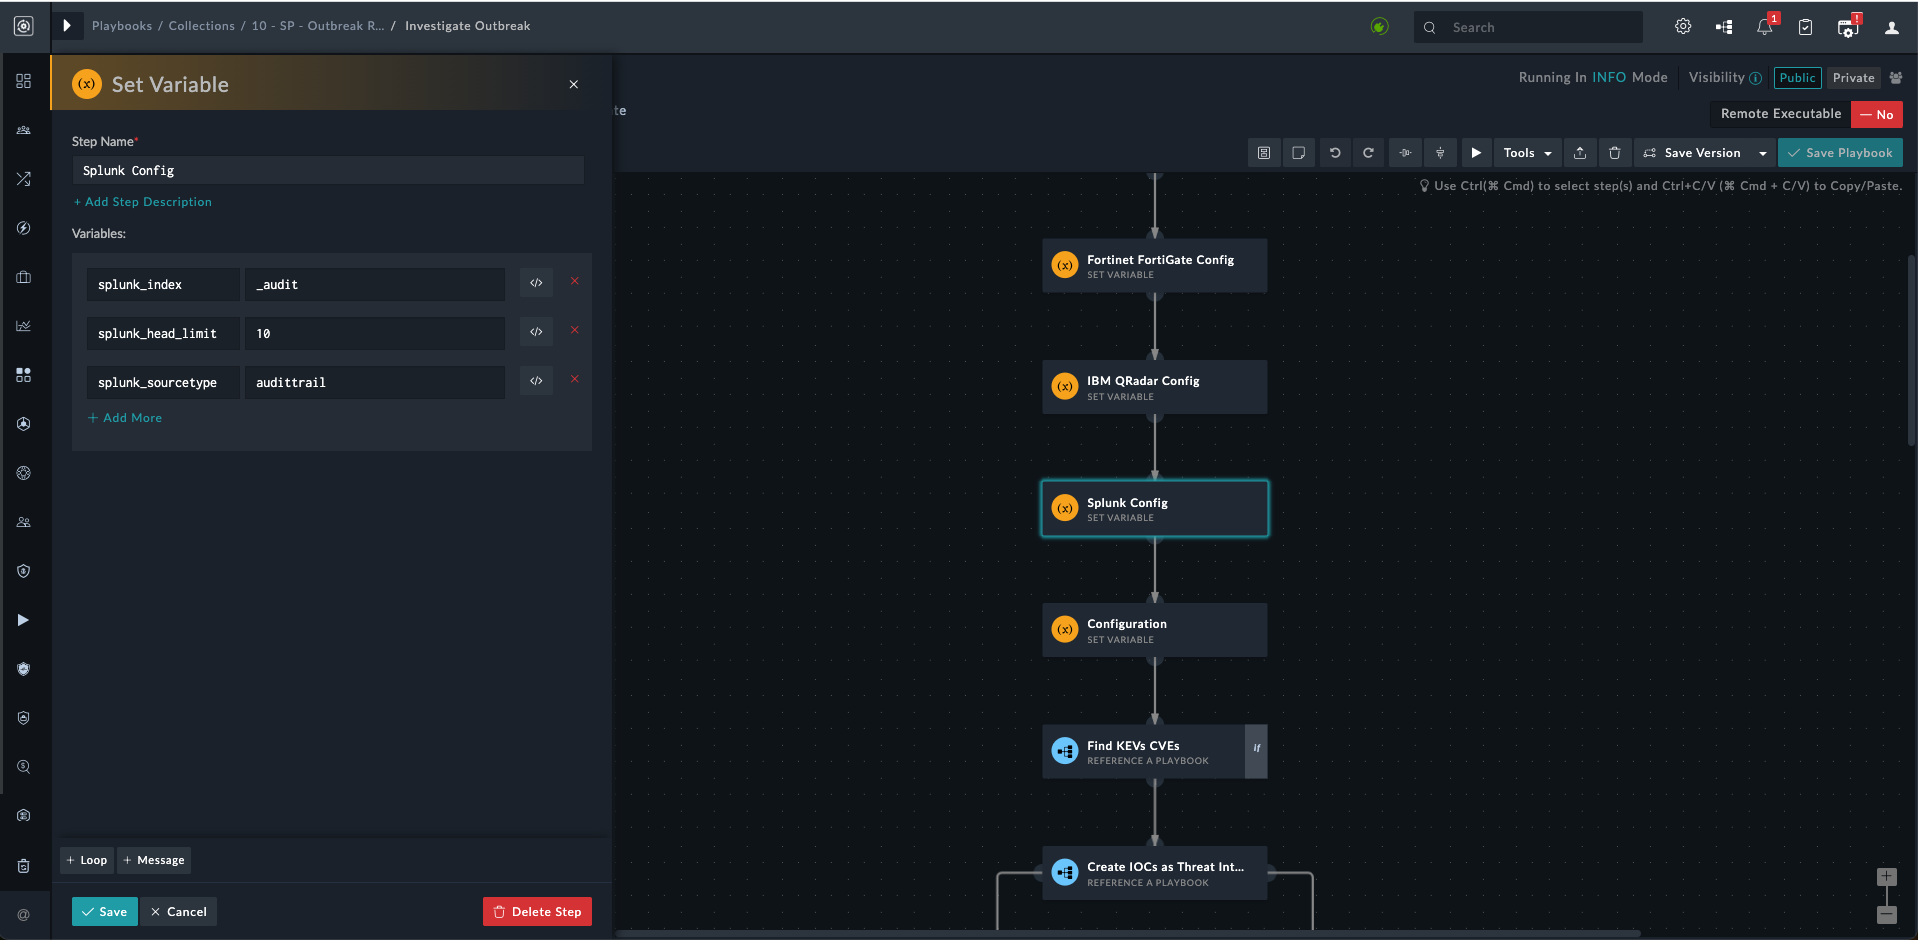 Playbooks / Collections / 10 - SP - Outbreak R... / Investigate Outbreak
Search
1
!
(x) Set Variable
Step Name*
Splunk Config
+ Add Step Description
Variables:
splunk_index _audit </>
splunk_head_limit 10 </>
splunk_sourcetype audittrail </>
+ Add More
+ Loop + Message
Save Cancel Delete Step
@
te
Running In INFO Mode Visibility Public Private
Remote Executable — No
Tools Save Version Save Playbook
Use Ctrl(⌘ Cmd) to select step(s) and Ctrl+C/V (⌘ Cmd + C/V) to Copy/Paste.
(x) Fortinet FortiGate Config
SET VARIABLE
(x) IBM QRadar Config
SET VARIABLE
(x) Splunk Config
SET VARIABLE
(x) Configuration
SET VARIABLE
Find KEVs CVEs if
REFERENCE A PLAYBOOK
Create IOCs as Threat Int...
REFERENCE A PLAYBOOK